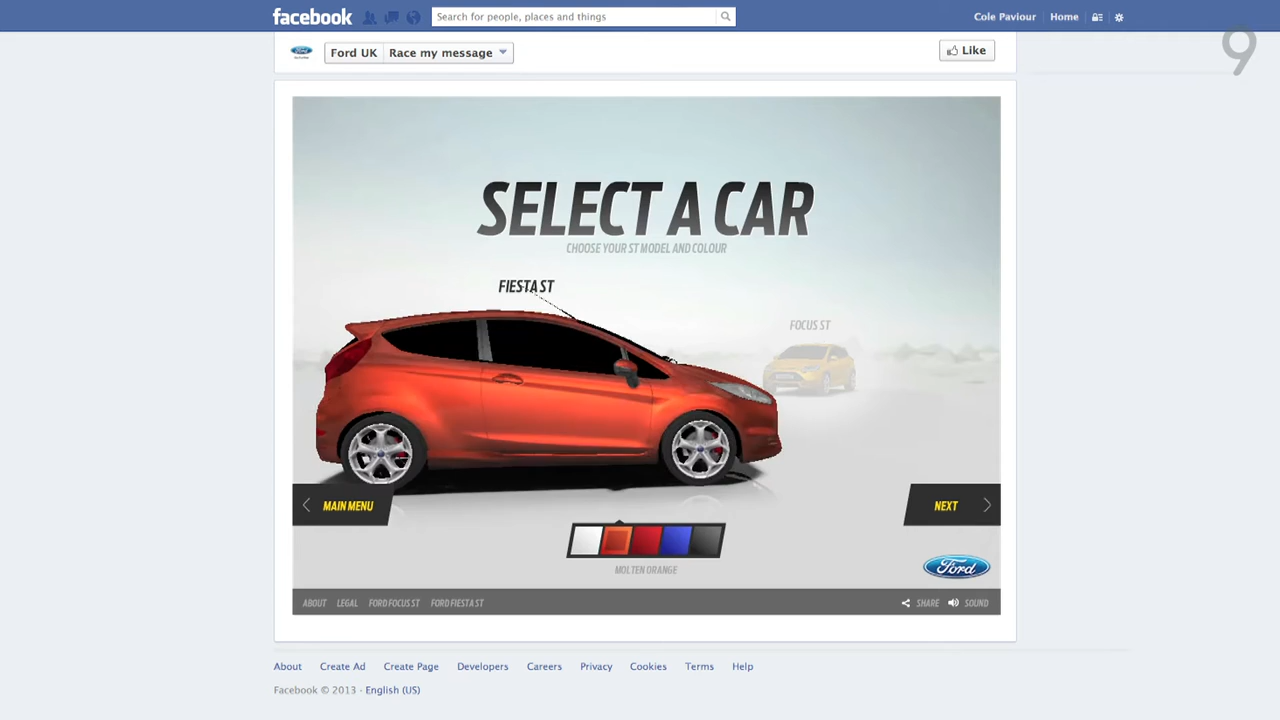 facebook
Search for people, places and things
Cole Paviour Home
Ford UK Race my message
Like
9
SELECT A CAR
CHOOSE YOUR ST MODEL AND COLOUR
FIESTA ST
FOCUS ST
MAIN MENU
NEXT
MOLTEN ORANGE
Ford
ABOUT LEGAL FORD FOCUS ST FORD FIESTA ST SHARE SOUND
About Create Ad Create Page Developers Careers Privacy Cookies Terms Help
Facebook © 2013 · English (US)